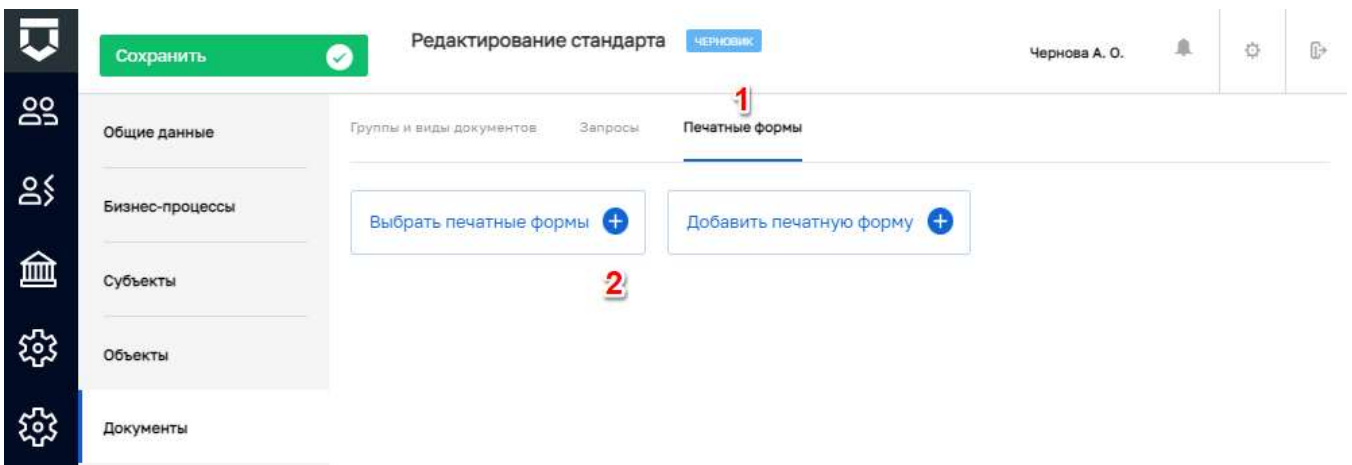 Сохранить
Редактирование стандарта
ЧЕРНОВИК
Чернова А. О.
1
Общие данные
Группы и виды документов
Запросы
Печатные формы
Бизнес-процессы
Выбрать печатные формы
Добавить печатную форму
2
Субъекты
Объекты
Документы